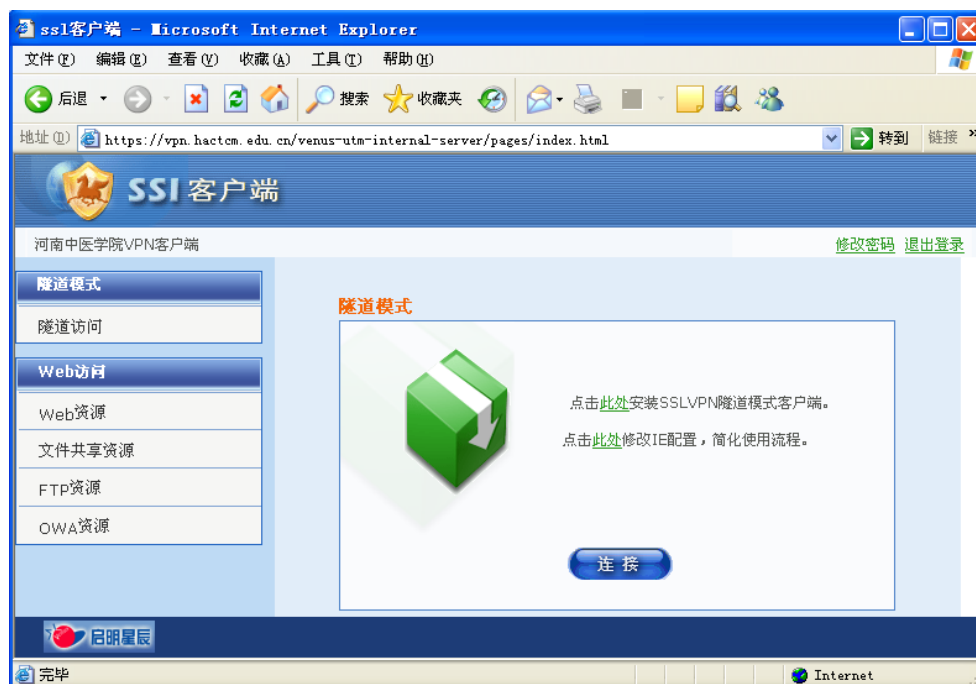 ssl客户端 - Microsoft Internet Explorer
文件(F) 编辑(E) 查看(V) 收藏(A) 工具(T) 帮助(H)
后退 搜索 收藏夹
地址(D) https://vpn.hactcm.edu.cn/venus-utm-internal-server/pages/index.html 转到 链接 »
SSl 客户端
河南中医学院VPN客户端 修改密码 退出登录
隧道模式
隧道访问
Web访问
Web资源
文件共享资源
FTP资源
OWA资源
隧道模式
点击此处安装SSLVPN隧道模式客户端。
点击此处修改IE配置，简化使用流程。
连 接
启明星辰
完毕 Internet